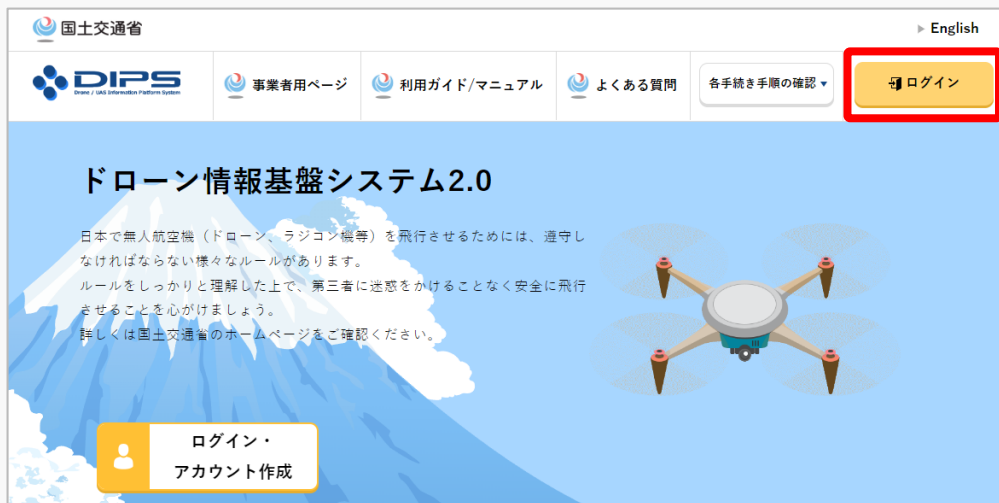 国土交通省
▶ English
DIPS
Drone / UAS Information Platform System
事業者用ページ
利用ガイド/マニュアル
よくある質問
各手続き手順の確認▼
ログイン
ドローン情報基盤システム2.0
日本で無人航空機（ドローン、ラジコン機等）を飛行させるためには、遵守し
なければならない様々なルールがあります。
ルールをしっかりと理解した上で、第三者に迷惑をかけることなく安全に飛行
させることを心がけましょう。
詳しくは国土交通省のホームページをご確認ください。
ログイン・
アカウント作成